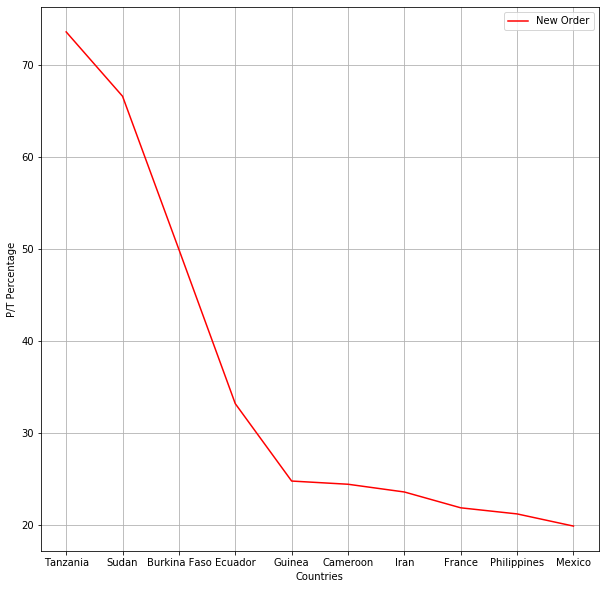 New Order
70
60
50
40
30
20
P/T Percentage
Tanzania Sudan Burkina Faso Ecuador Guinea Cameroon Iran France Philippines Mexico
Countries